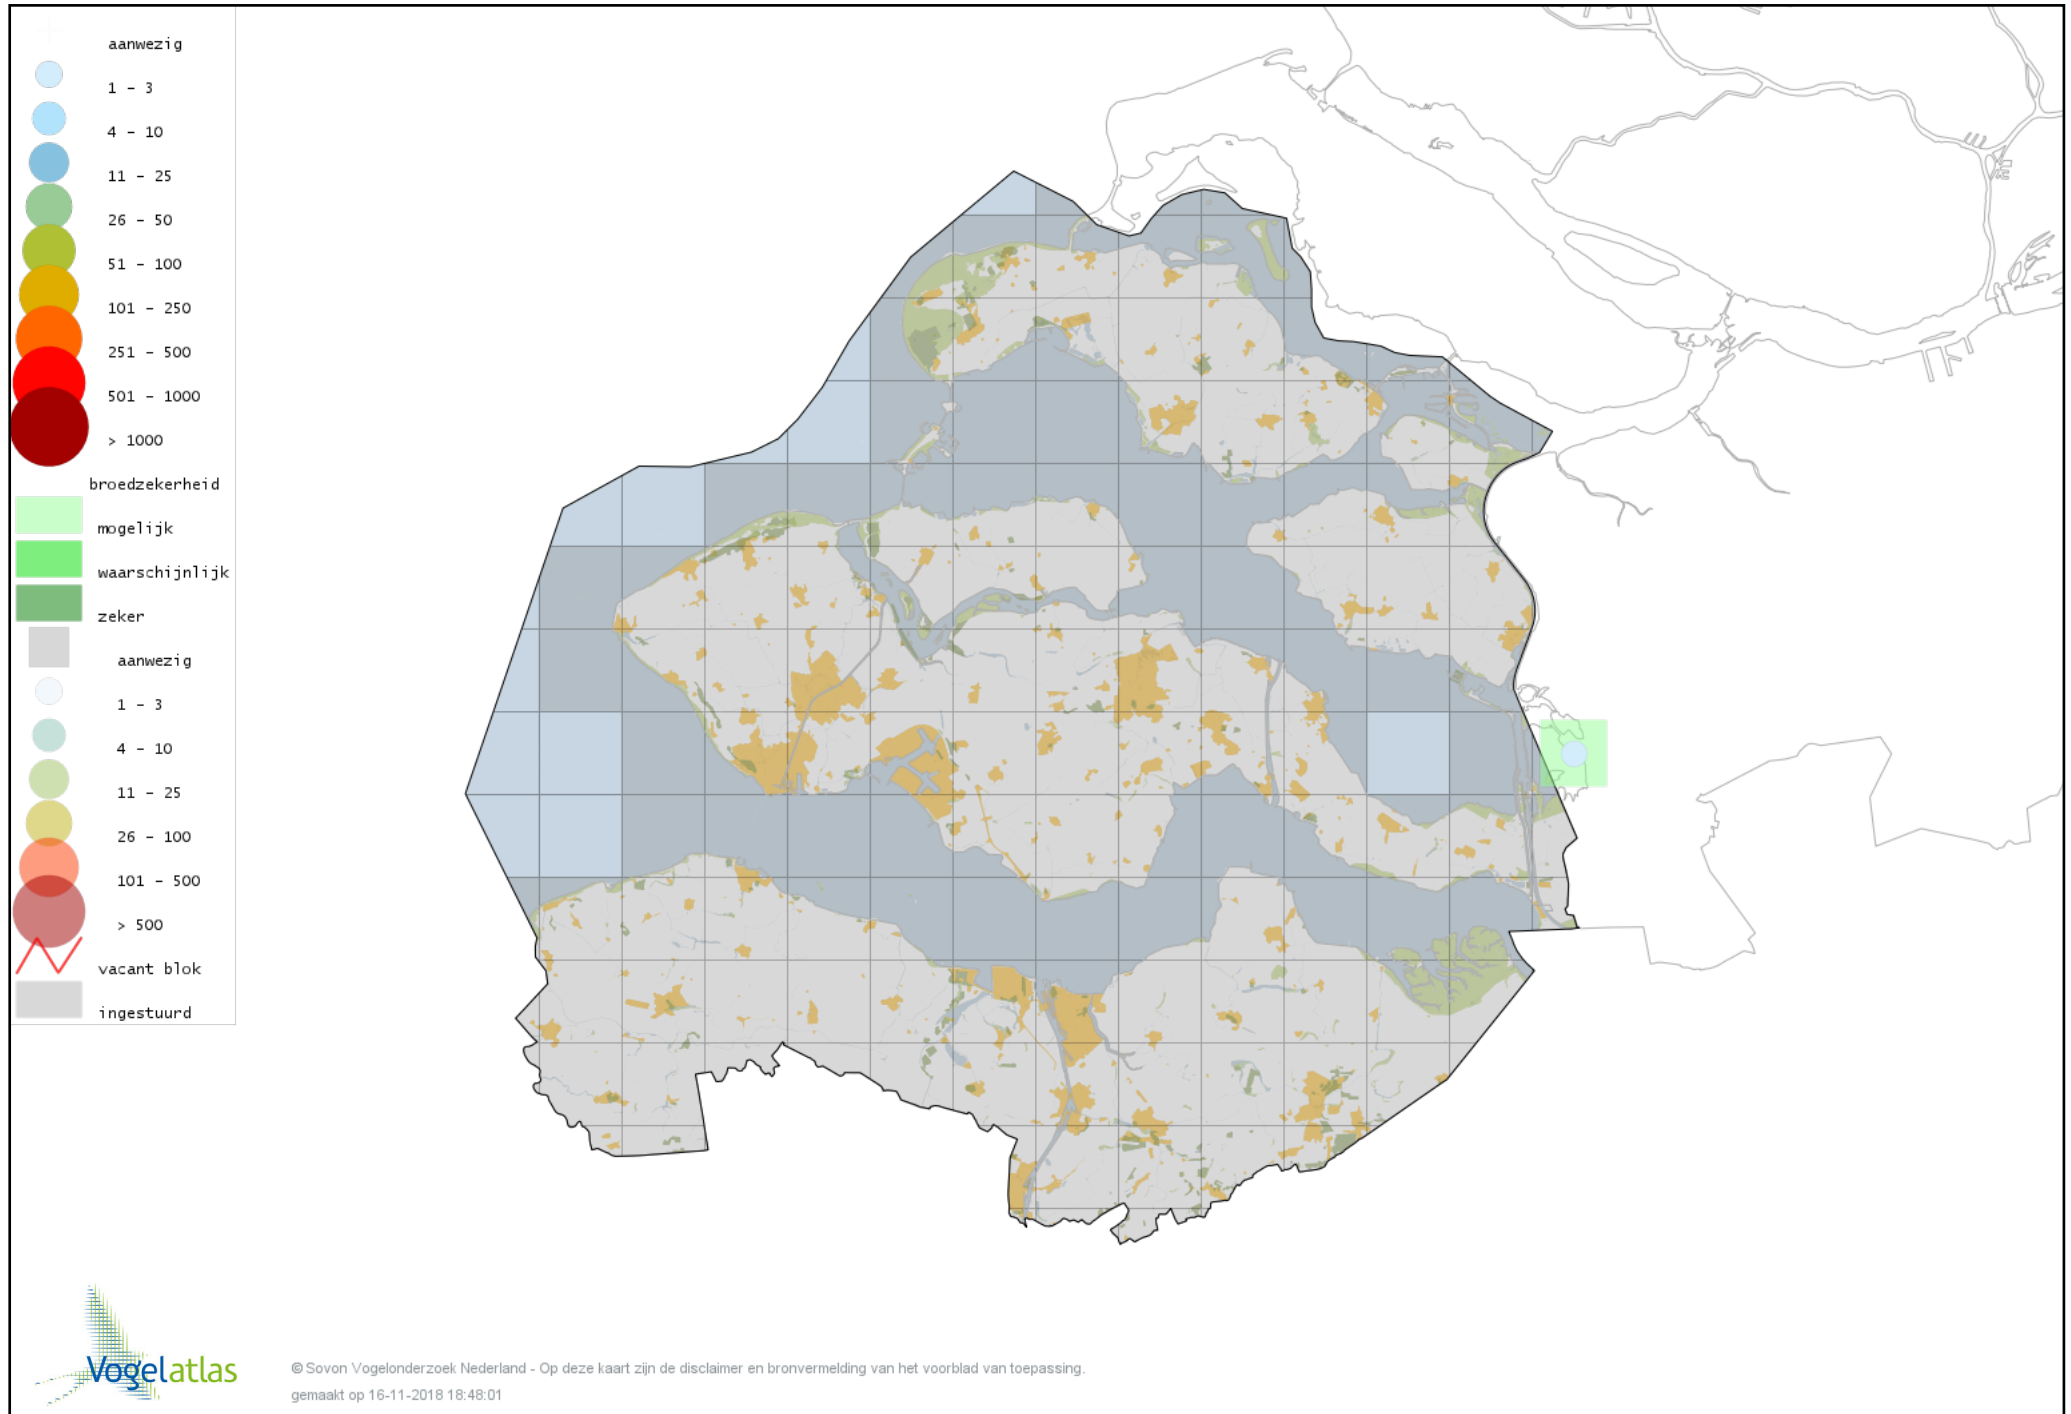 aanwezig
1 - 3
4 - 10
11 - 25
26 - 50
51 - 100
101 - 250
251 - 500
501 - 1000
> 1000
broedzekerheid
mogelijk
waarschijnlijk
zeker
aanwezig
1 - 3
4 - 10
11 - 25
26 - 100
101 - 500
> 500
vacant blok
ingestuurd
Vogelatlas
© Sovon Vogelonderzoek Nederland - Op deze kaart zijn de disclaimer en bronvermelding van het voorblad van toepassing.
gemaakt op 16-11-2018 18:48:01